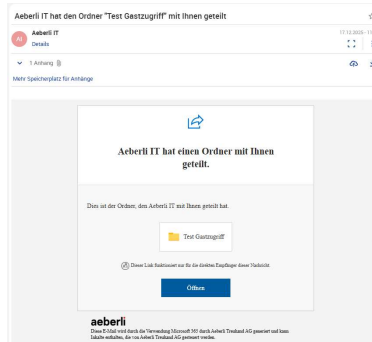 Aeberli IT hat den Ordner "Test Gastzugriff" mit Ihnen geteilt
AI
Aeberli IT
Details
1 Anhang
Mehr Speicherplatz für Anhänge
Aeberli IT hat einen Ordner mit Ihnen
geteilt.
Dies ist der Ordner, den Aeberli IT mit Ihnen geteilt hat.
Test Gastzugriff
Dieser Link funktioniert nur für die direkten Empfänger dieser Nachricht.
Öffnen
aeberli
Diese E-Mail wird durch die Verwendung Microsoft 365 durch Aeberli Treuhand AG generiert und kann
Inhalte enthalten, die von Aeberli Treuhand AG gesteuert werden.